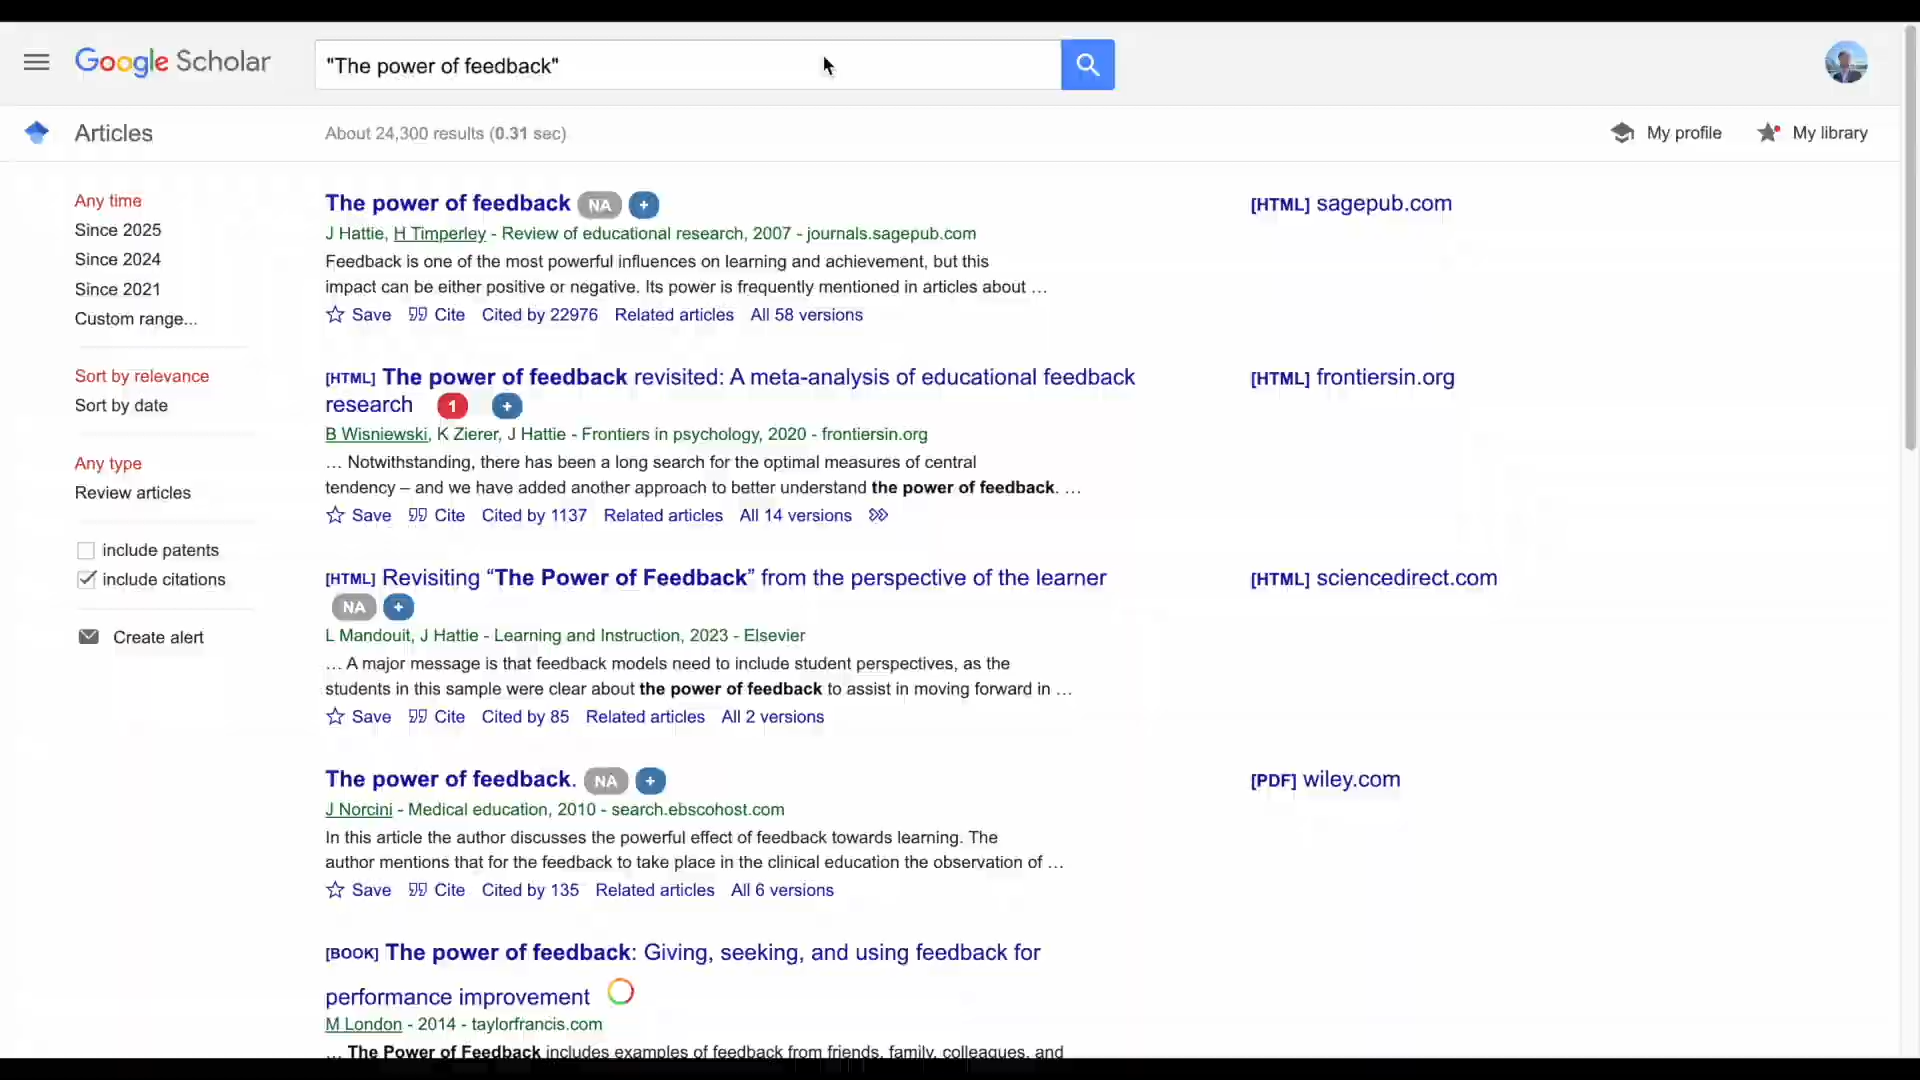 Google Scholar
"The power of feedback"
Articles
About 24,300 results (0.31 sec)
My profile
My library
Any time
Since 2025
Since 2024
Since 2021
Custom range...
Sort by relevance
Sort by date
Any type
Review articles
include patents
include citations
Create alert
The power of feedback NA +
J Hattie, H Timperley - Review of educational research, 2007 - journals.sagepub.com
Feedback is one of the most powerful influences on learning and achievement, but this
impact can be either positive or negative. Its power is frequently mentioned in articles about …
Save Cite Cited by 22976 Related articles All 58 versions
[HTML] sagepub.com
[HTML] The power of feedback revisited: A meta-analysis of educational feedback
research 1 +
B Wisniewski, K Zierer, J Hattie - Frontiers in psychology, 2020 - frontiersin.org
… Notwithstanding, there has been a long search for the optimal measures of central
tendency – and we have added another approach to better understand the power of feedback. …
Save Cite Cited by 1137 Related articles All 14 versions
[HTML] frontiersin.org
[HTML] Revisiting “The Power of Feedback” from the perspective of the learner
NA +
L Mandouit, J Hattie - Learning and Instruction, 2023 - Elsevier
… A major message is that feedback models need to include student perspectives, as the
students in this sample were clear about the power of feedback to assist in moving forward in …
Save Cite Cited by 85 Related articles All 2 versions
[HTML] sciencedirect.com
The power of feedback. NA +
J Norcini - Medical education, 2010 - search.ebscohost.com
In this article the author discusses the powerful effect of feedback towards learning. The
author mentions that for the feedback to take place in the clinical education the observation of …
Save Cite Cited by 135 Related articles All 6 versions
[PDF] wiley.com
[BOOK] The power of feedback: Giving, seeking, and using feedback for
performance improvement
M London - 2014 - taylorfrancis.com
… The Power of Feedback includes examples of feedback from friends, family, colleagues, and